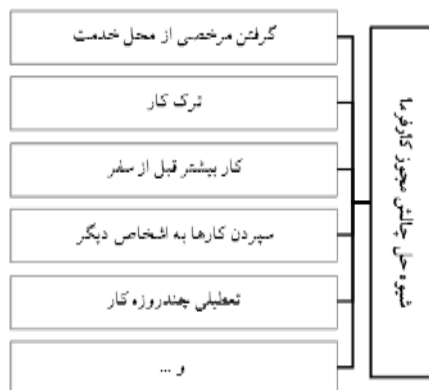 شیوه حل چالش مجوز کارفرما
گرفتن مرخصی از محل خدمت
ترک کار
کار بیشتر قبل از سفر
سپردن کارها به اشخاص دیگر
تعطیلی چندروزه کار
و ...